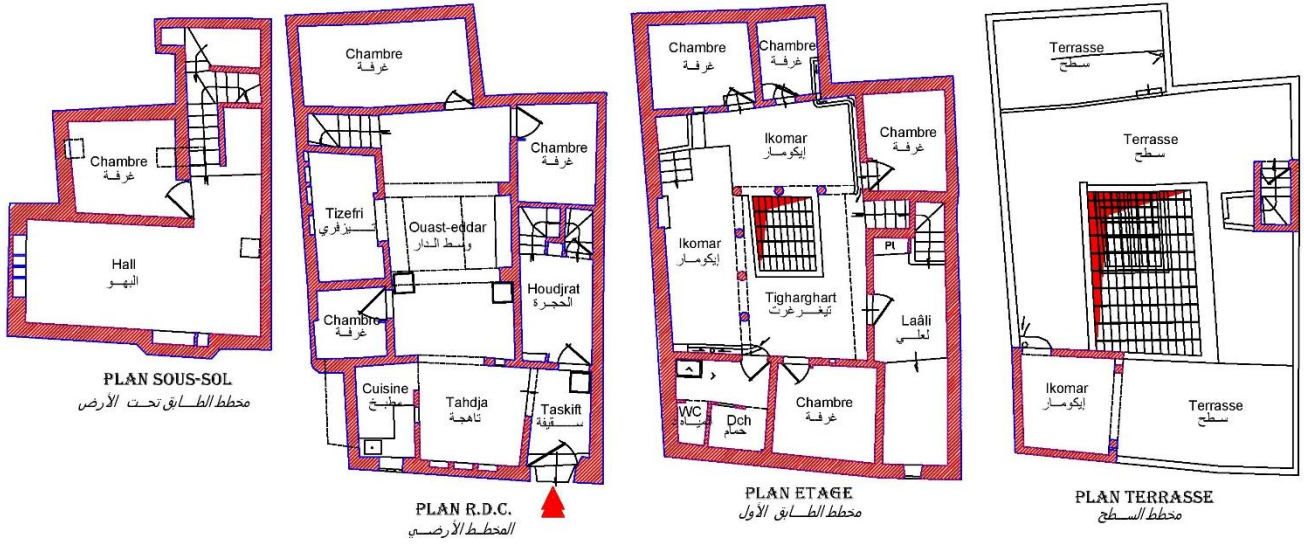 Chambre
غرفة
Hall
البهو
PLAN SOUS-SOL
مخطط الطابق تحت الأرض
Chambre
غرفة
Chambre
غرفة
Tizefri
تيزفري
Ouast-eddar
وسط الدار
Houdjrat
الحجرة
Chambre
غرفة
Cuisine
مطبخ
Tahdja
تاهجة
Taskift
سقيفة
PLAN R.D.C.
المخطط الأرضي
Chambre
غرفة
Chambre
غرفة
Ikomar
إيكومار
Chambre
غرفة
Ikomar
إيكومار
Pl
Tigharghart
تيغرغرت
Laâli
لعلي
WC
المياه
Dch
حمام
Chambre
غرفة
PLAN ETAGE
مخطط الطابق الأول
Terrasse
سطح
Terrasse
سطح
Ikomar
إيكومار
Terrasse
سطح
PLAN TERRASSE
مخطط السطح